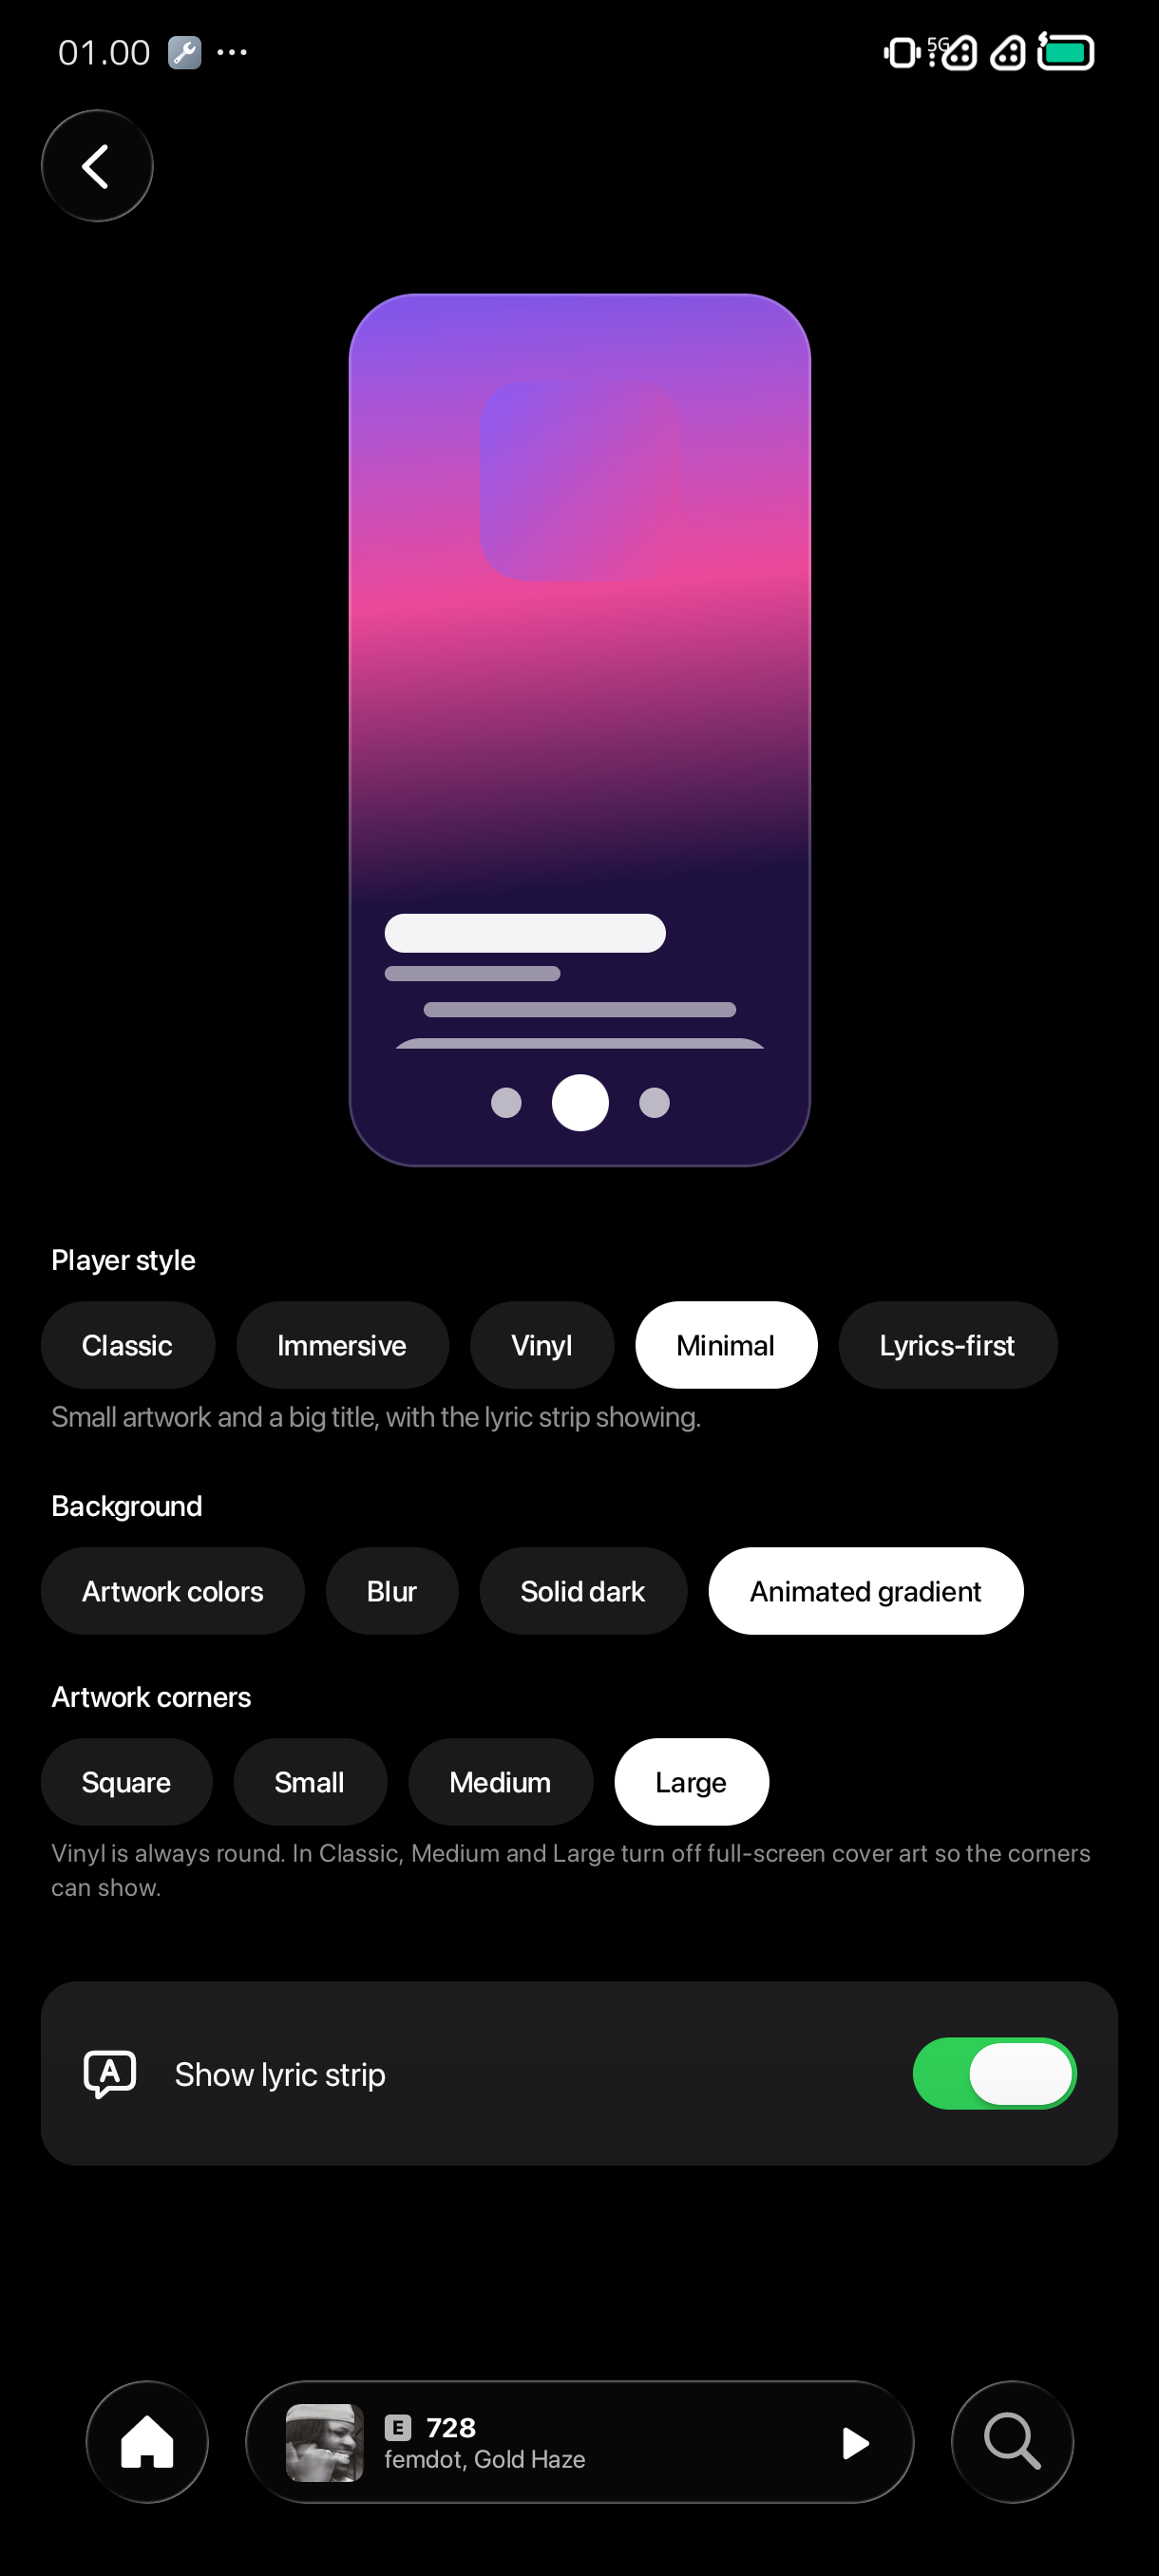 01.00
5G
Player style
Classic Immersive Vinyl Minimal Lyrics-first
Small artwork and a big title, with the lyric strip showing.
Background
Artwork colors Blur Solid dark Animated gradient
Artwork corners
Square Small Medium Large
Vinyl is always round. In Classic, Medium and Large turn off full-screen cover art so the corners
can show.
A Show lyric strip
E 728
femdot, Gold Haze